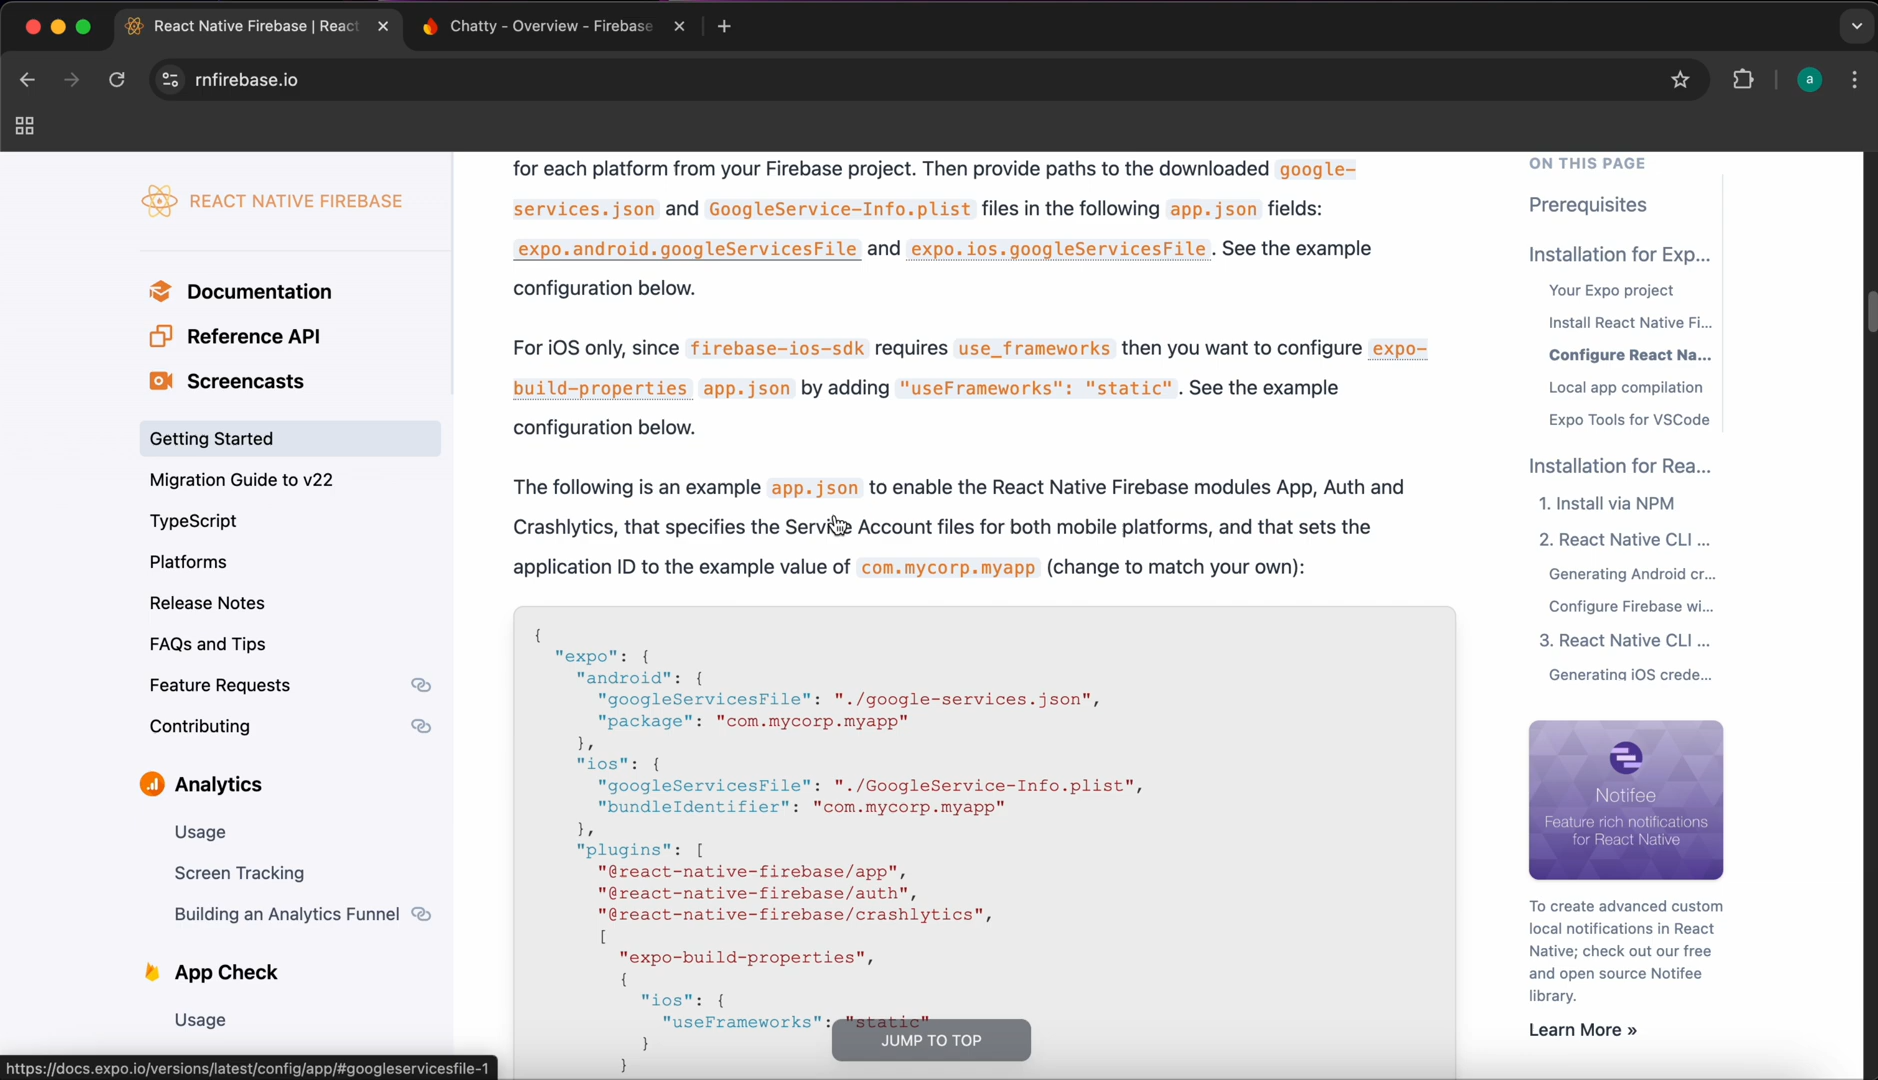 React Native Firebase | React
Chatty - Overview - Firebase
rnfirebase.io
a
REACT NATIVE FIREBASE
Documentation
Reference API
Screencasts
Getting Started
Migration Guide to v22
TypeScript
Platforms
Release Notes
FAQs and Tips
Feature Requests
Contributing
Analytics
Usage
Screen Tracking
Building an Analytics Funnel
App Check
Usage
for each platform from your Firebase project. Then provide paths to the downloaded google-
services.json and GoogleService-Info.plist files in the following app.json fields:
expo.android.googleServicesFile and expo.ios.googleServicesFile. See the example
configuration below.
For iOS only, since firebase-ios-sdk requires use_frameworks then you want to configure expo-
build-properties app.json by adding "useFrameworks": "static". See the example
configuration below.
The following is an example app.json to enable the React Native Firebase modules App, Auth and
Crashlytics, that specifies the Service Account files for both mobile platforms, and that sets the
application ID to the example value of com.mycorp.myapp (change to match your own):
{
"expo": {
"android": {
"googleServicesFile": "./google-services.json",
"package": "com.mycorp.myapp"
},
"ios": {
"googleServicesFile": "./GoogleService-Info.plist",
"bundleIdentifier": "com.mycorp.myapp"
},
"plugins": [
"@react-native-firebase/app",
"@react-native-firebase/auth",
"@react-native-firebase/crashlytics",
[
"expo-build-properties",
{
"ios": {
"useFrameworks": "static"
}
}
JUMP TO TOP
ON THIS PAGE
Prerequisites
Installation for Exp...
Your Expo project
Install React Native Fi...
Configure React Na...
Local app compilation
Expo Tools for VSCode
Installation for Rea...
1. Install via NPM
2. React Native CLI ...
Generating Android cr...
Configure Firebase wi...
3. React Native CLI ...
Generating iOS crede...
Notifee
Feature rich notifications
for React Native
To create advanced custom
local notifications in React
Native; check out our free
and open source Notifee
library.
Learn More »
https://docs.expo.io/versions/latest/config/app/#googleservicesfile-1